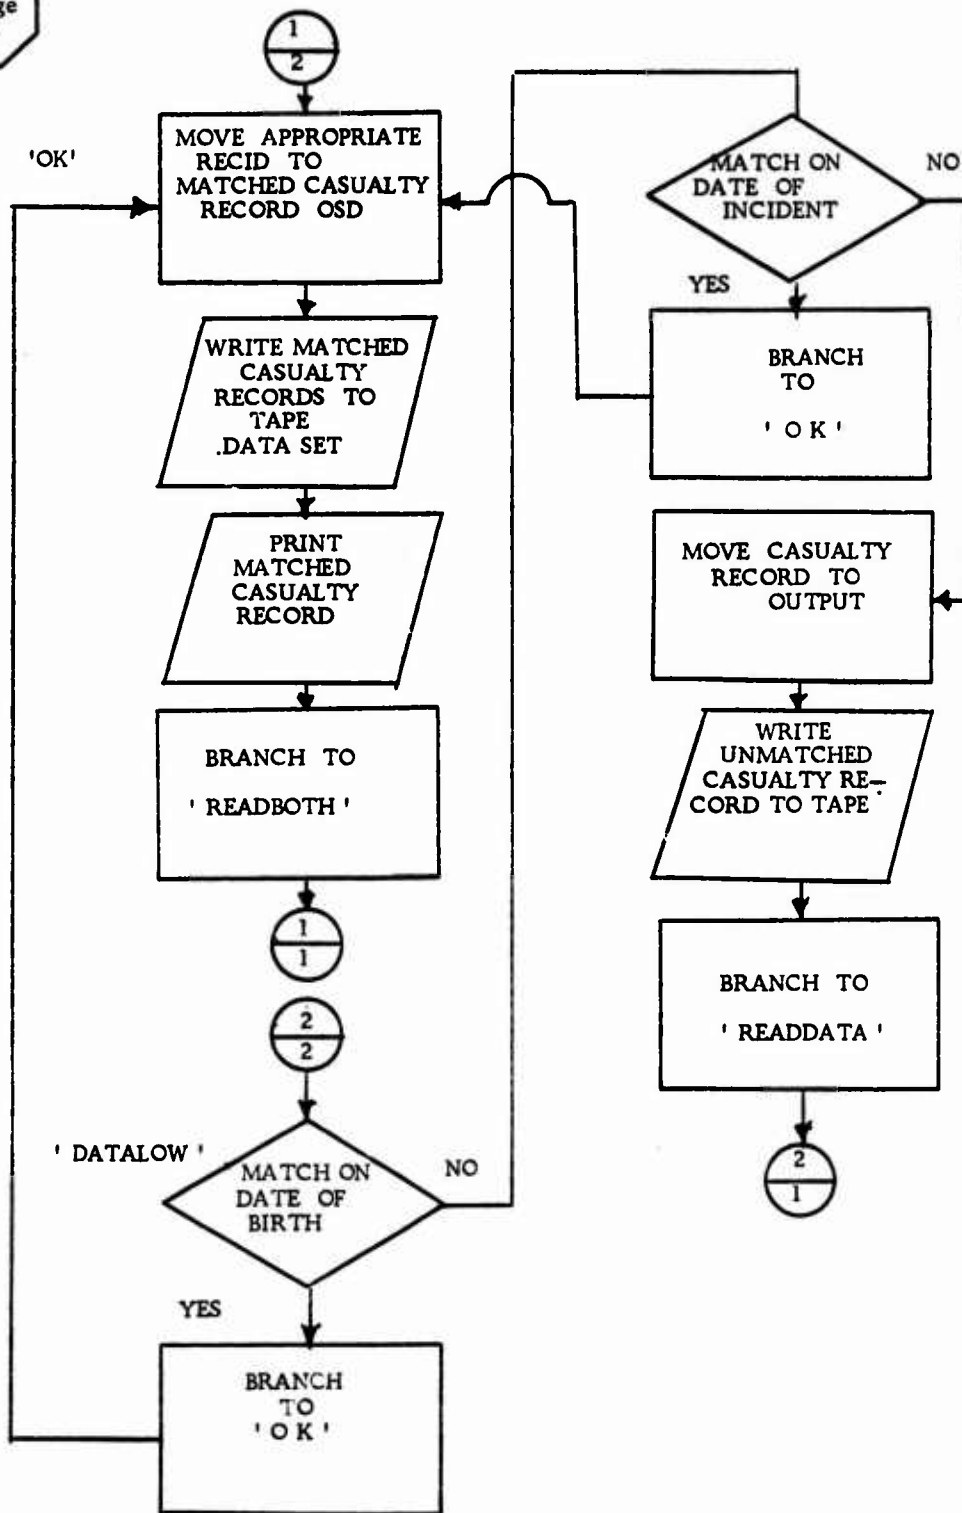 ge
1
2
'OK'
MOVE APPROPRIATE
RECID TO
MATCHED CASUALTY
RECORD OSD
WRITE MATCHED
CASUALTY
RECORDS TO
TAPE
.DATA SET
PRINT
MATCHED
CASUALTY
RECORD
BRANCH TO
' READBOTH '
1
1
2
2
' DATALOW '
MATCH ON
DATE OF
BIRTH
NO
YES
BRANCH
TO
' O K '
MATCH ON
DATE OF
INCIDENT
NO
YES
BRANCH
TO
' O K '
MOVE CASUALTY
RECORD TO
OUTPUT
WRITE
UNMATCHED
CASUALTY RE-
CORD TO TAPE
BRANCH TO
' READDATA '
2
1